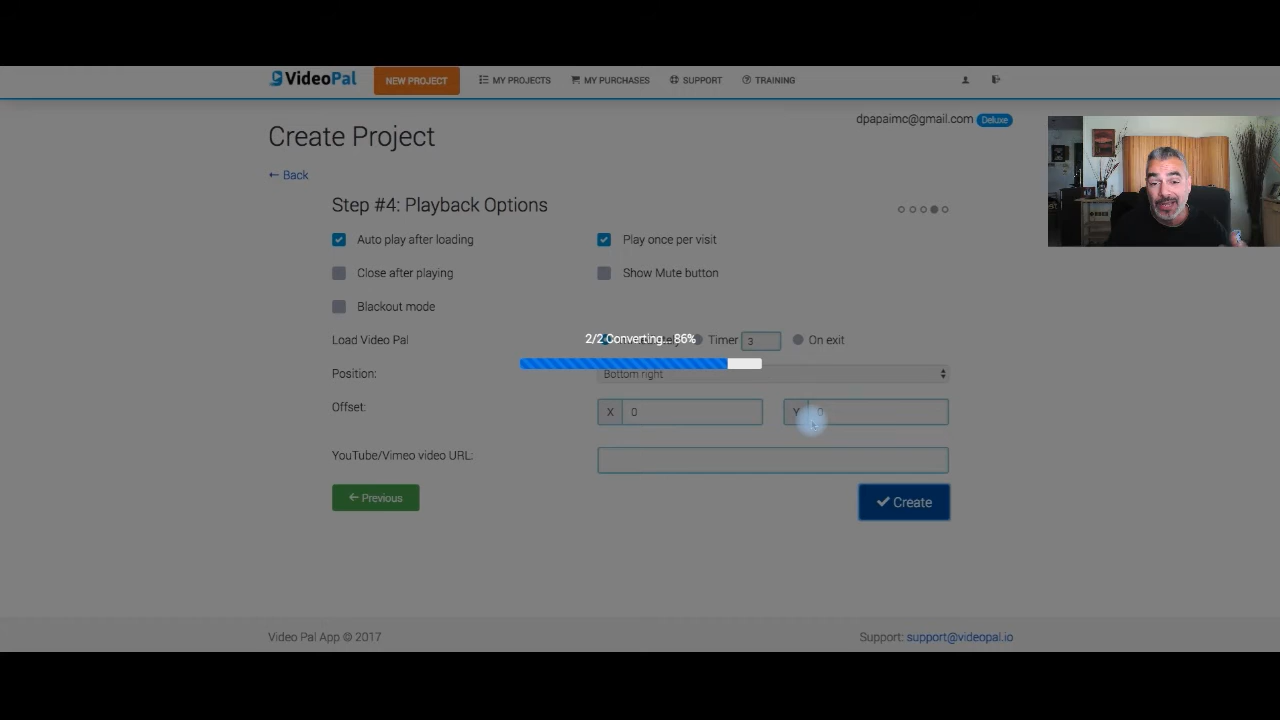 VideoPal
NEW PROJECT
MY PROJECTS
MY PURCHASES
SUPPORT
TRAINING
dpapaimc@gmail.com Deluxe
Create Project
← Back
Step #4: Playback Options
Auto play after loading
Play once per visit
Close after playing
Show Mute button
Blackout mode
2/2 Converting... 86%
Load Video Pal
Timer 3
On exit
Position:
Bottom right
Offset:
X 0
Y 0
YouTube/Vimeo video URL:
← Previous
Create
Video Pal App © 2017
Support: support@videopal.io